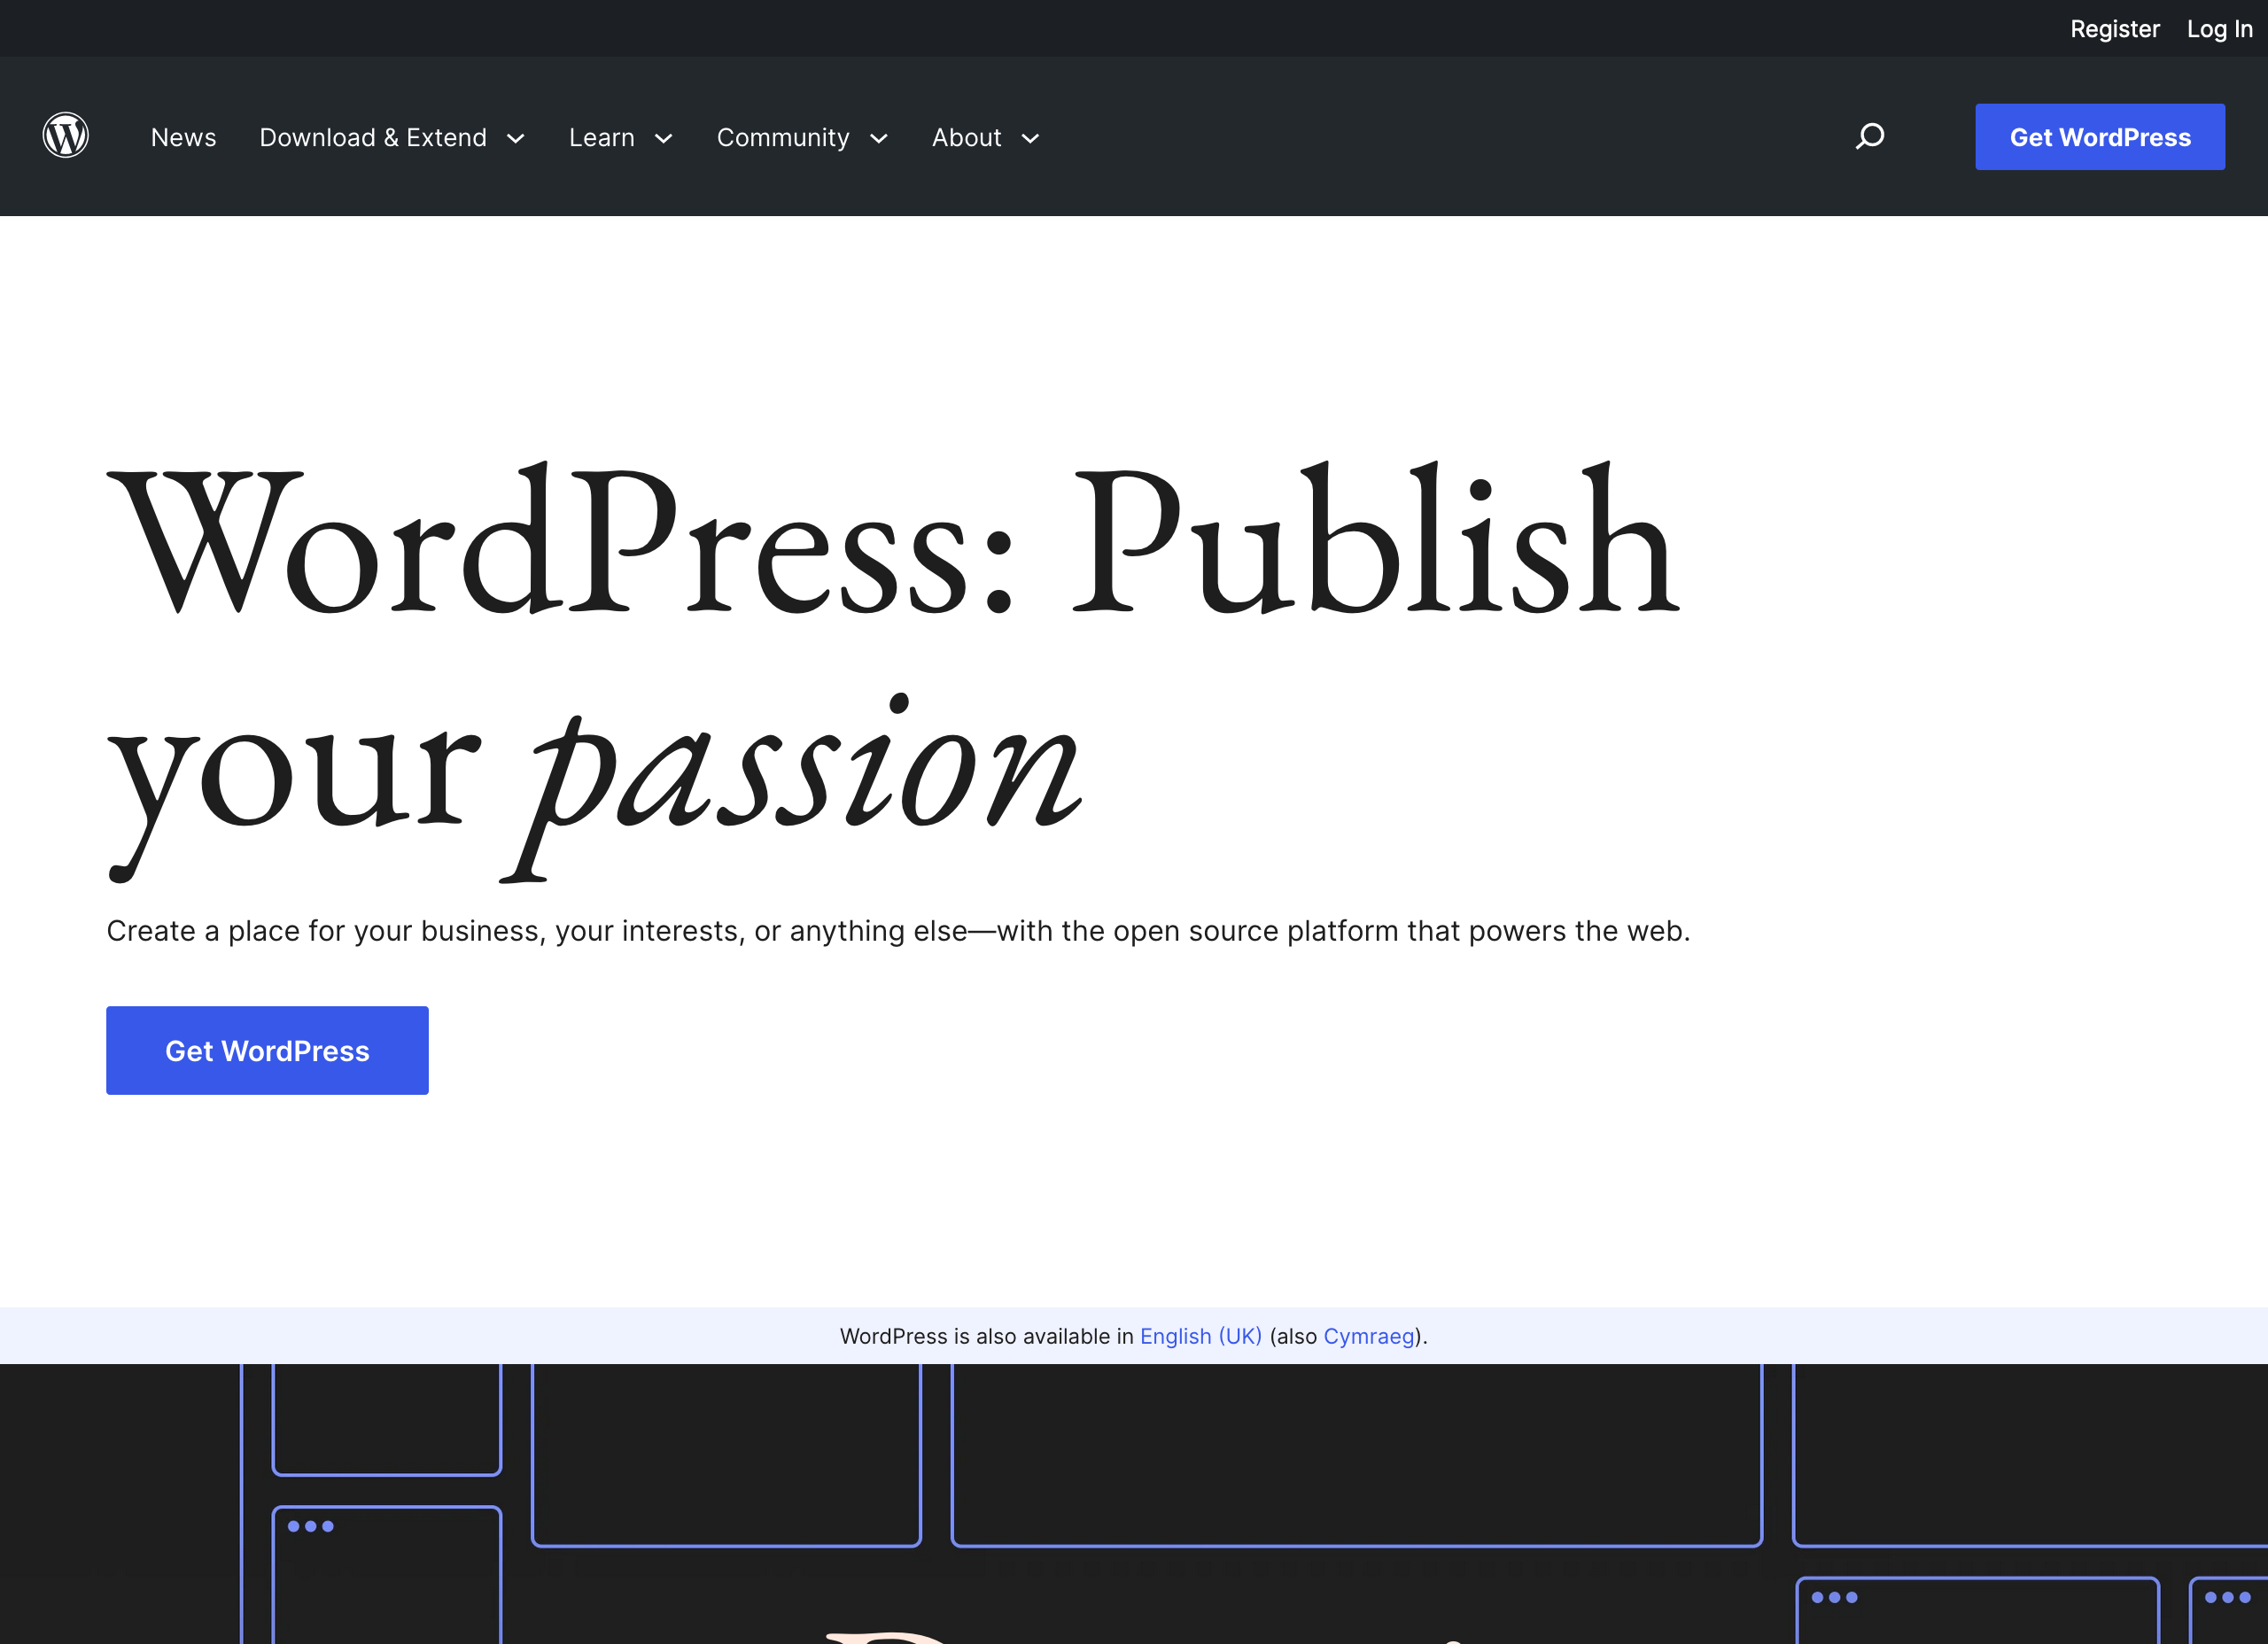 Register Log In
News Download & Extend Learn Community About Get WordPress
WordPress: Publish
your passion
Create a place for your business, your interests, or anything else—with the open source platform that powers the web.
Get WordPress
WordPress is also available in English (UK) (also Cymraeg).